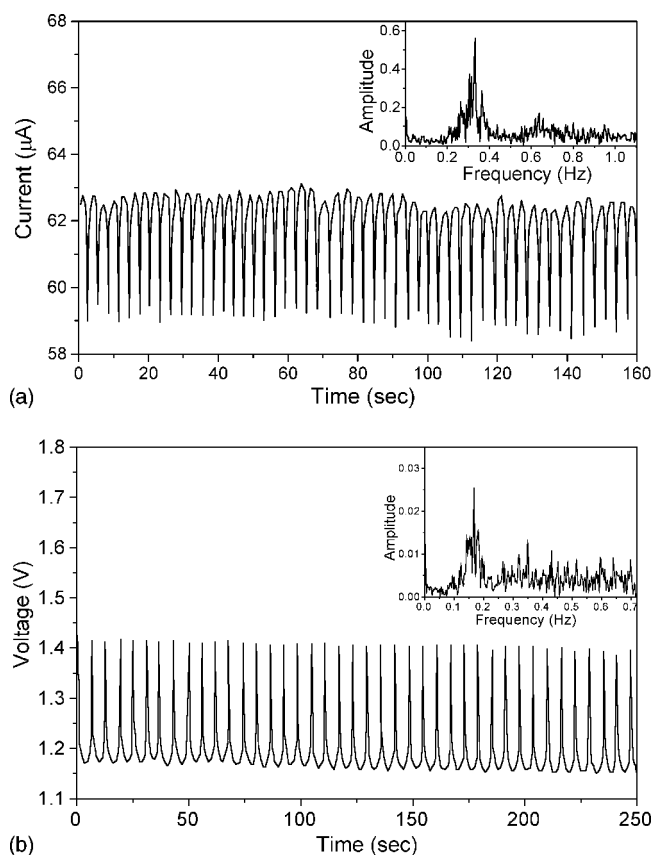 68
66
64
62
60
58
Current (μA)
0 20 40 60 80 100 120 140 160
Time (sec)
0.6
0.4
0.2
0.0
Amplitude
0.0 0.2 0.4 0.6 0.8 1.0
Frequency (Hz)
(a)
1.8
1.7
1.6
1.5
1.4
1.3
1.2
1.1
Voltage (V)
0 50 100 150 200 250
Time (sec)
0.03
0.02
0.01
0.00
Amplitude
0.0 0.1 0.2 0.3 0.4 0.5 0.6 0.7
Frequency (Hz)
(b)